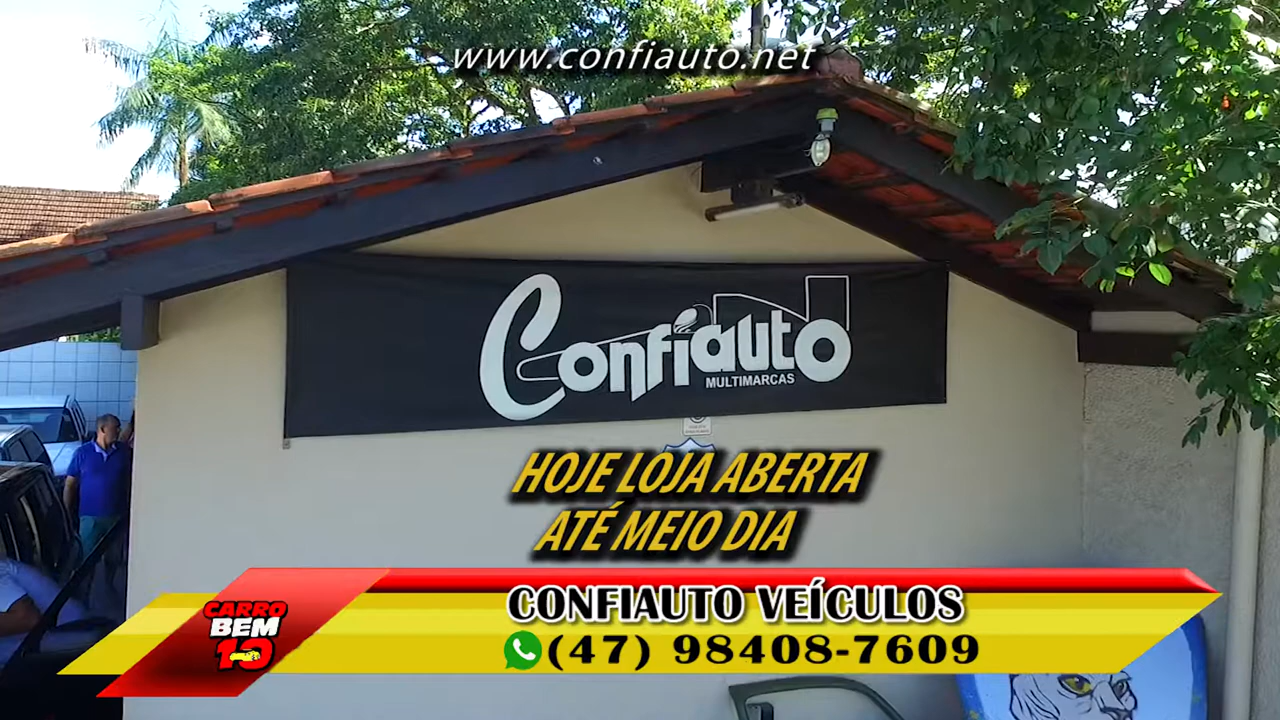 www.confiauto.net
Confiauto
MULTIMARCAS
HOJE LOJA ABERTA
ATÉ MEIO DIA
CONFIAUTO VEÍCULOS
(47) 98408-7609
CARRO
BEM
10